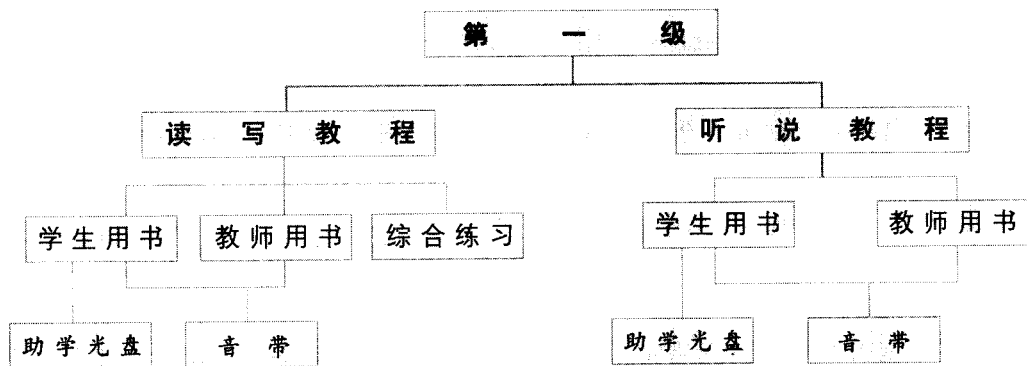 第一级
读写教程 听说教程
学生用书 教师用书 综合练习 学生用书 教师用书
助学光盘 音带 助学光盘 音带